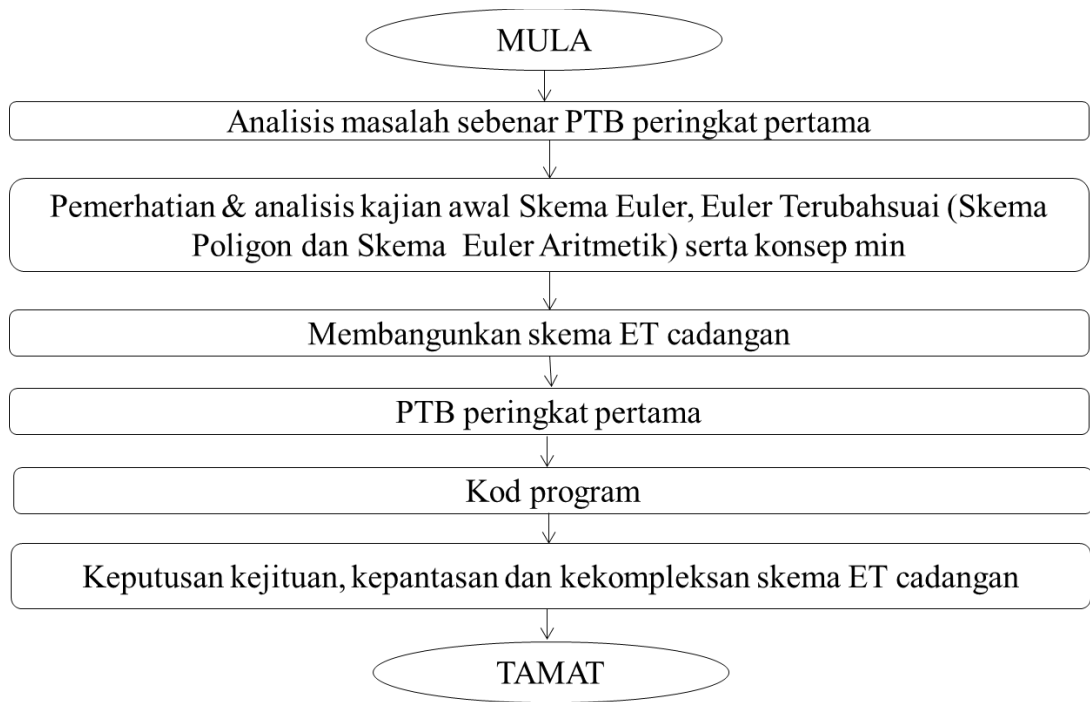 MULA
Analisis masalah sebenar PTB peringkat pertama
Pemerhatian & analisis kajian awal Skema Euler, Euler Terubahsuai (Skema
Poligon dan Skema Euler Aritmetik) serta konsep min
Membangunkan skema ET cadangan
PTB peringkat pertama
Kod program
Keputusan kejituan, kepantasan dan kekompleksan skema ET cadangan
TAMAT